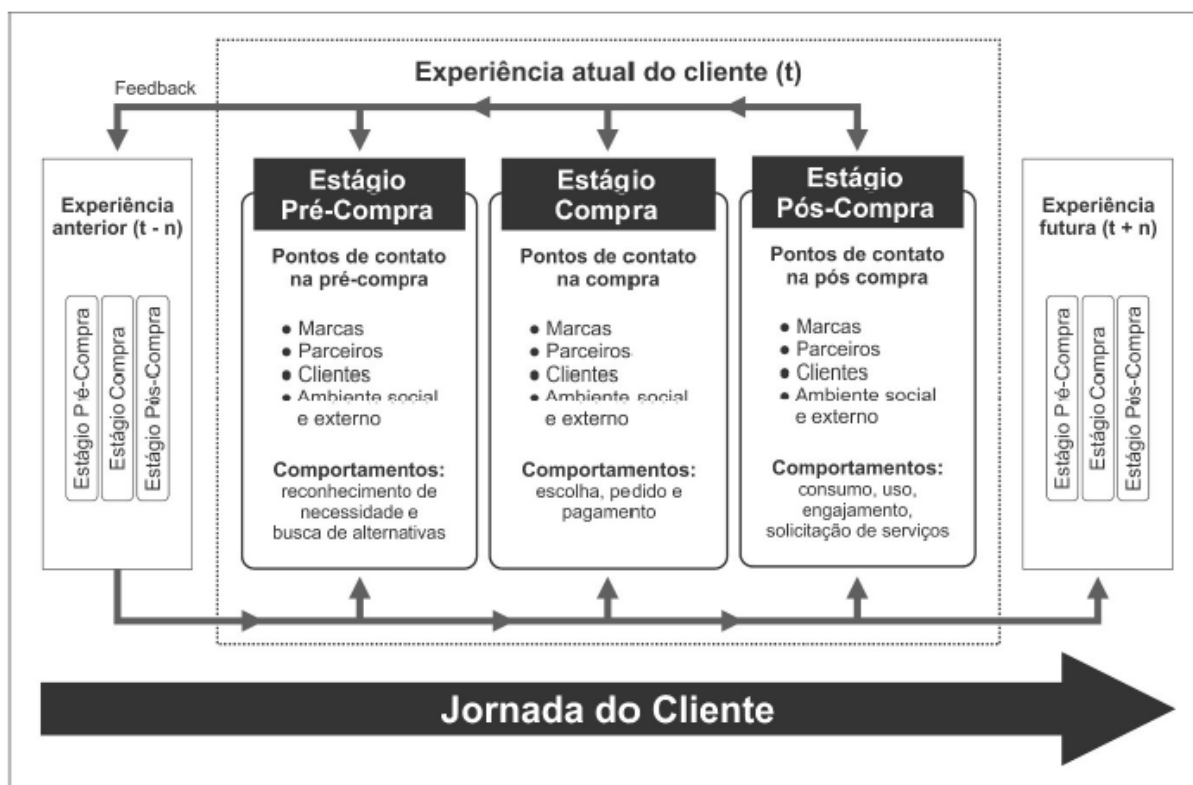 Experiência atual do cliente (t)
Feedback
Experiência
anterior (t - n)
Estágio Pré-Compra
Estágio Compra
Estágio Pós-Compra
Estágio
Pré-Compra
Pontos de contato
na pré-compra
● Marcas
● Parceiros
● Clientes
● Ambiente social
e externo
Comportamentos:
reconhecimento de
necessidade e
busca de alternativas
Estágio
Compra
Pontos de contato
na compra
● Marcas
● Parceiros
● Clientes
● Ambiente social
e externo
Comportamentos:
escolha, pedido e
pagamento
Estágio
Pós-Compra
Pontos de contato
na pós compra
● Marcas
● Parceiros
● Clientes
● Ambiente social
e externo
Comportamentos:
consumo, uso,
engajamento,
solicitação de serviços
Experiência
futura (t + n)
Estágio Pré-Compra
Estágio Compra
Estágio Pós-Compra
Jornada do Cliente